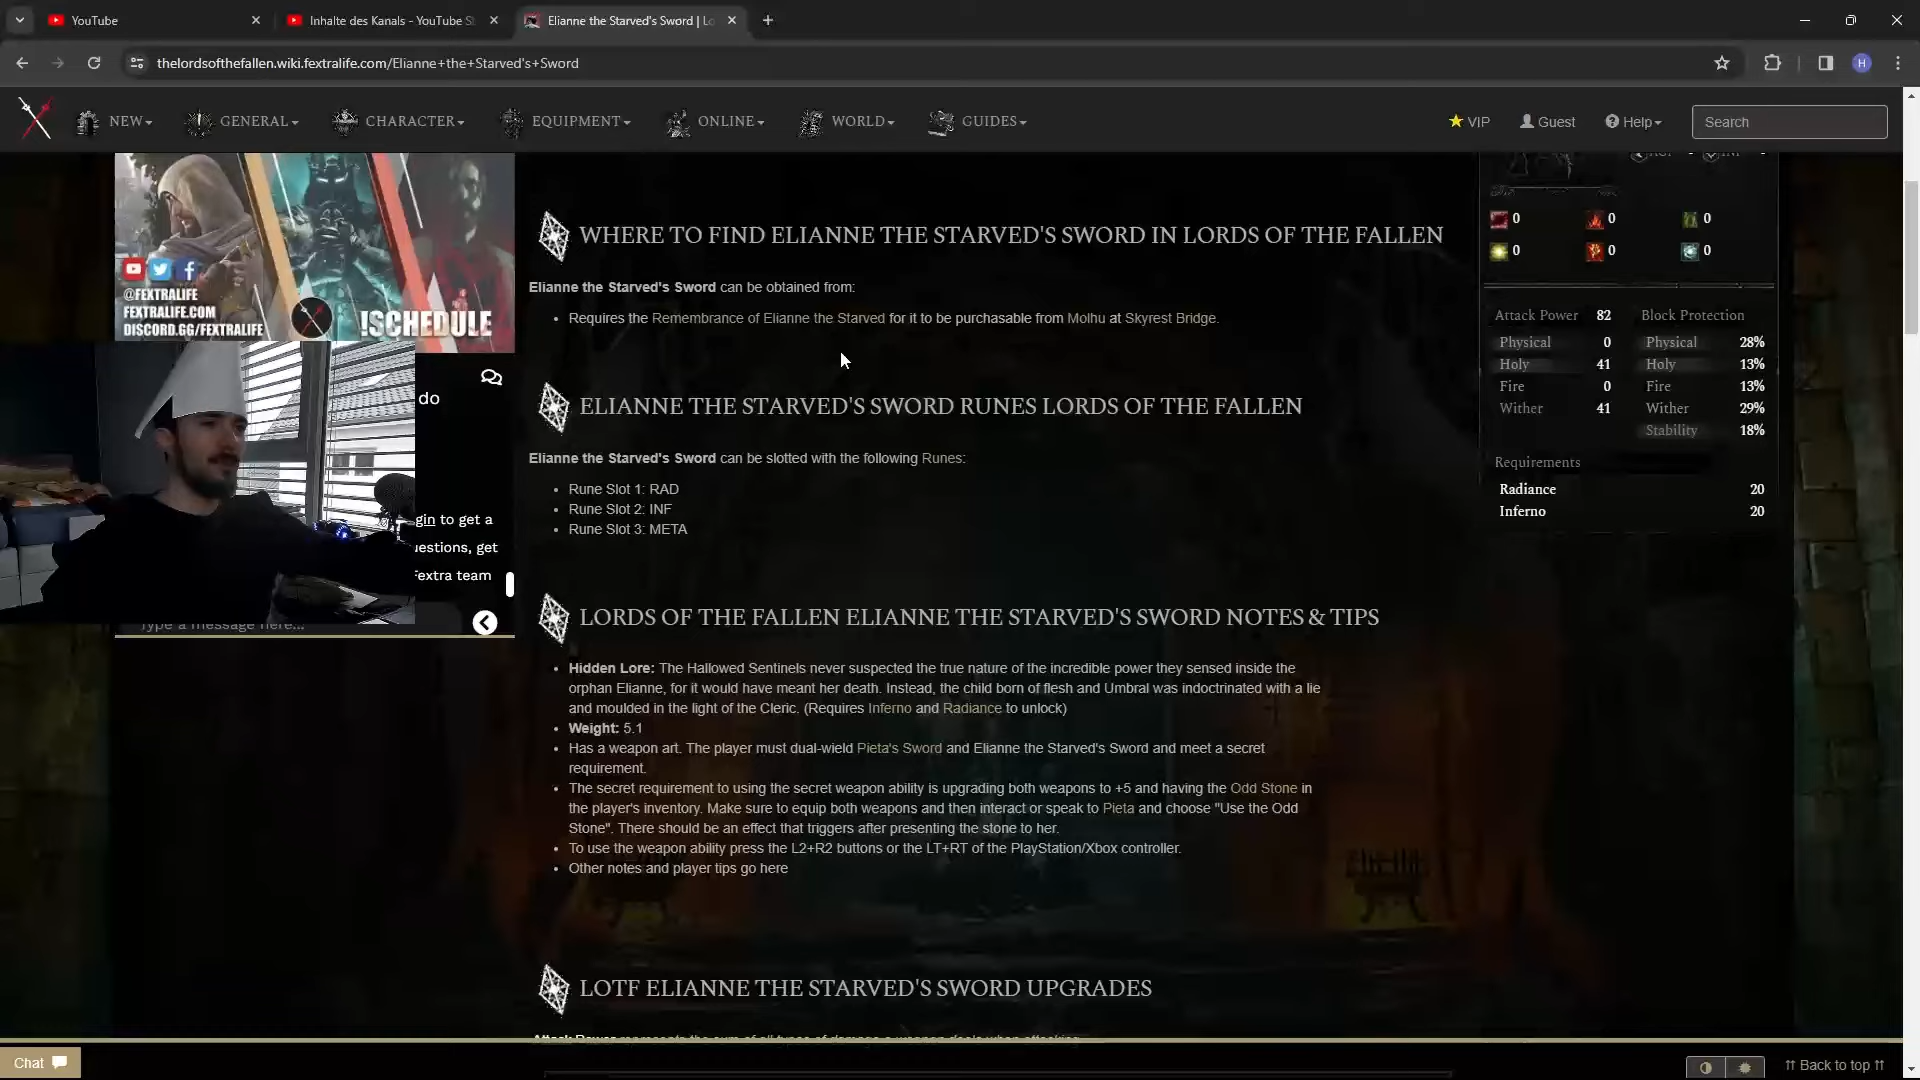 YouTube
Inhalte des Kanals - YouTube S
Elianne the Starved's Sword | Lo
thelordsofthefallen.wiki.fextralife.com/Elianne+the+Starved's+Sword
H
NEW
GENERAL
CHARACTER
EQUIPMENT
ONLINE
WORLD
GUIDES
VIP
Guest
Help
Search
@FEXTRALIFE
FEXTRALIFE.COM
DISCORD.GG/FEXTRALIFE
!SCHEDULE
do
gin to get a
uestions, get
Fextra team
Type a message here...
WHERE TO FIND ELIANNE THE STARVED'S SWORD IN LORDS OF THE FALLEN
Elianne the Starved's Sword can be obtained from:
Requires the Remembrance of Elianne the Starved for it to be purchasable from Molhu at Skyrest Bridge.
ELIANNE THE STARVED'S SWORD RUNES LORDS OF THE FALLEN
Elianne the Starved's Sword can be slotted with the following Runes:
Rune Slot 1: RAD
Rune Slot 2: INF
Rune Slot 3: META
LORDS OF THE FALLEN ELIANNE THE STARVED'S SWORD NOTES & TIPS
Hidden Lore: The Hallowed Sentinels never suspected the true nature of the incredible power they sensed inside the
orphan Elianne, for it would have meant her death. Instead, the child born of flesh and Umbral was indoctrinated with a lie
and moulded in the light of the Cleric. (Requires Inferno and Radiance to unlock)
Weight: 5.1
Has a weapon art. The player must dual-wield Pieta's Sword and Elianne the Starved's Sword and meet a secret
requirement.
The secret requirement to using the secret weapon ability is upgrading both weapons to +5 and having the Odd Stone in
the player's inventory. Make sure to equip both weapons and then interact or speak to Pieta and choose "Use the Odd
Stone". There should be an effect that triggers after presenting the stone to her.
To use the weapon ability press the L2+R2 buttons or the LT+RT of the PlayStation/Xbox controller.
Other notes and player tips go here
LOTF ELIANNE THE STARVED'S SWORD UPGRADES
Attack Power represents the sum of all types of damage a weapon deals when attacking
0 0 0
0 0 0
Attack Power 82 Block Protection
Physical 0 Physical 28%
Holy 41 Holy 13%
Fire 0 Fire 13%
Wither 41 Wither 29%
Stability 18%
Requirements
Radiance 20
Inferno 20
Chat
Back to top